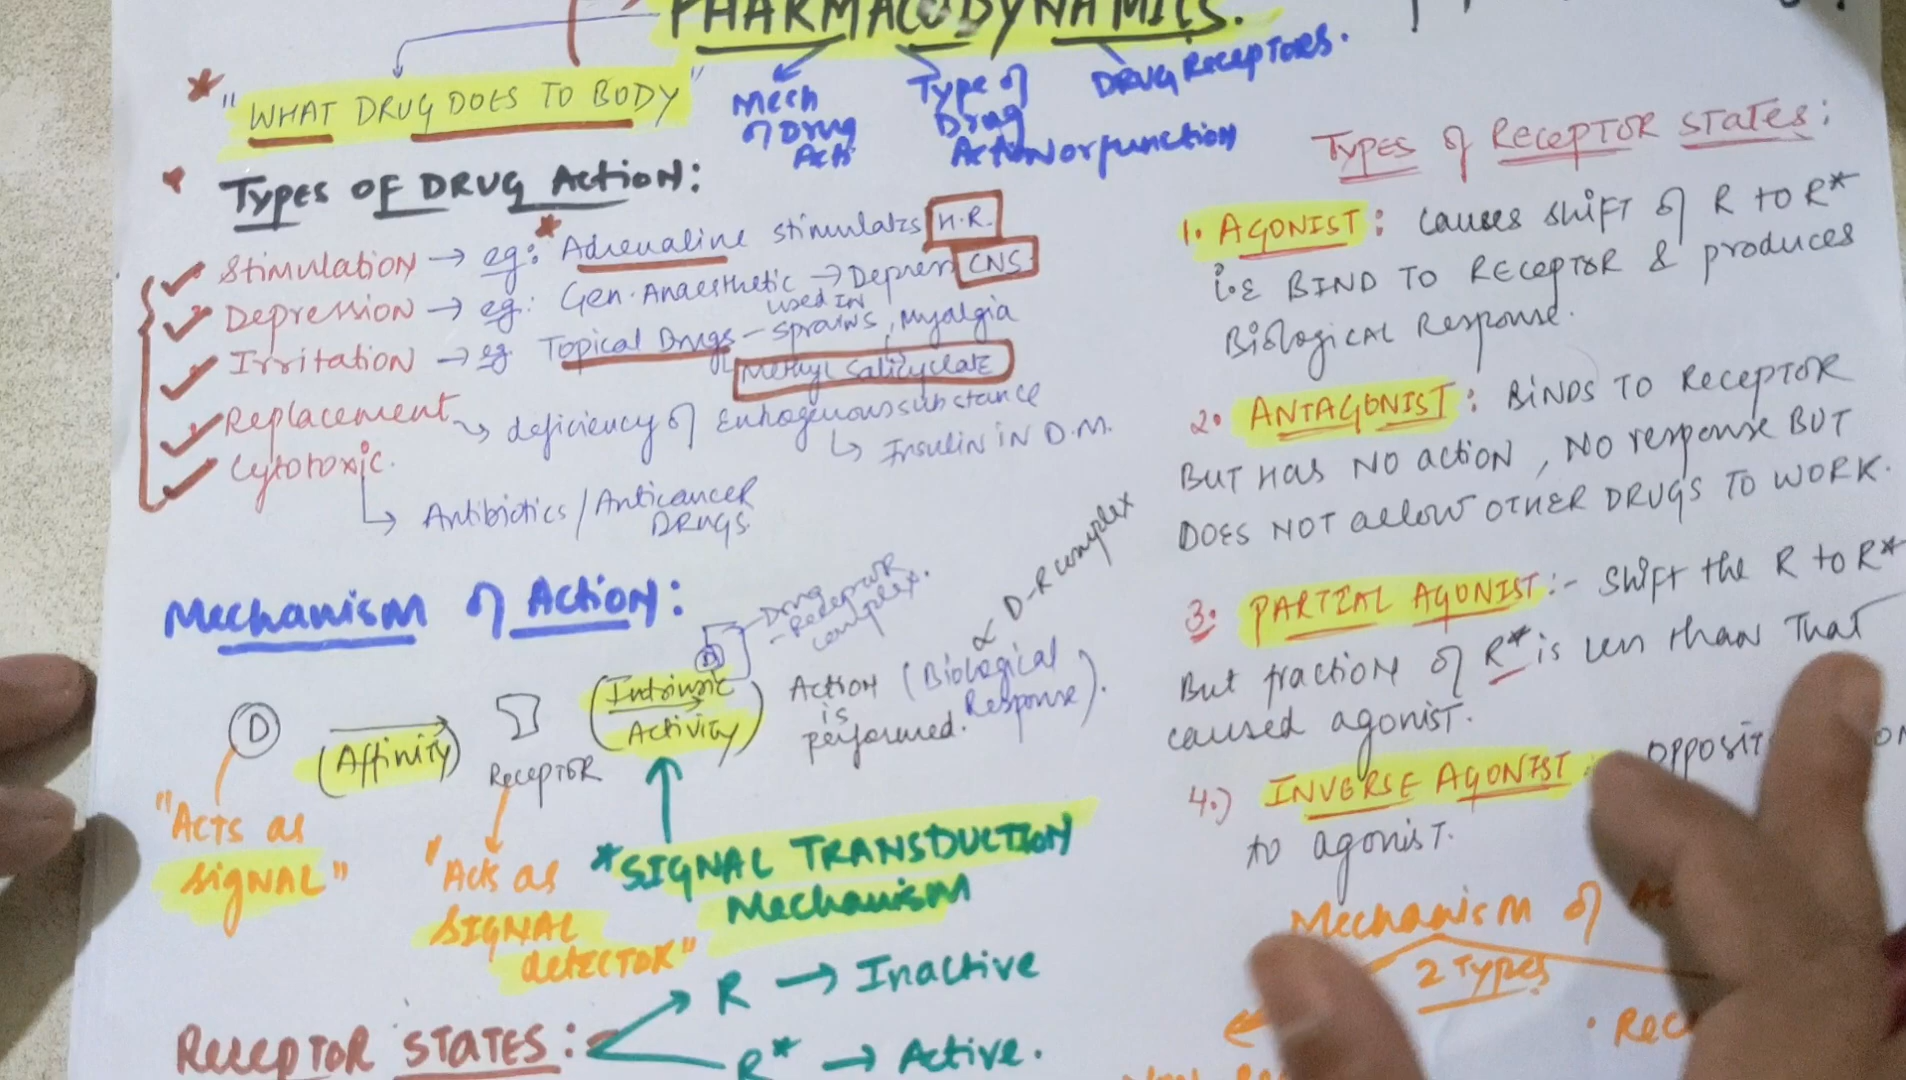 PHARMACODYNAMICS.
"WHAT DRUG DOES TO BODY"
Mech
of Drug
Actn
Type of
Drug
Action or function
DRUG RECEPTORS.
TYPES OF DRUG ACTION:
Stimulation → eg: Adrenaline stimulates H.R.
Depression → eg: Gen. Anaesthetic → Depress CNS
Irritation → eg Topical Drugs - used in sprains, Myalgia
Methyl Salicyclate
Replacement → deficiency of Enhogenous substance
↳ Insulin in D.M.
Cytotoxic.
↳ Antibiotics / Anticancer
DRUGS.
Mechanism of Action:
D
Drug
-Receptor
complex.
D → (Affinity) Receptor (Intrinsic Activity) Action is performed. (Biological Response). ∝ D-R complex
"Acts as
SIGNAL"
"Acts as
SIGNAL
detector"
*SIGNAL TRANSDUCTION
Mechanism
Receptor STATES:
R → Inactive
R* → Active.
Types of Receptor States:
1. AGONIST: causes shift of R to R*
i.e BIND TO RECEPTOR & produces
Biological Response.
2. ANTAGONIST: BINDS TO RECEPTOR
BUT HAS NO action, NO response BUT
DOES NOT allow OTHER DRUGS TO WORK.
3. PARTIAL AGONIST:- Shift the R to R*
But fraction of R* is less than that
caused agonist.
4.) INVERSE AGONIST:
to agonist.
Mechanism of
2 Types